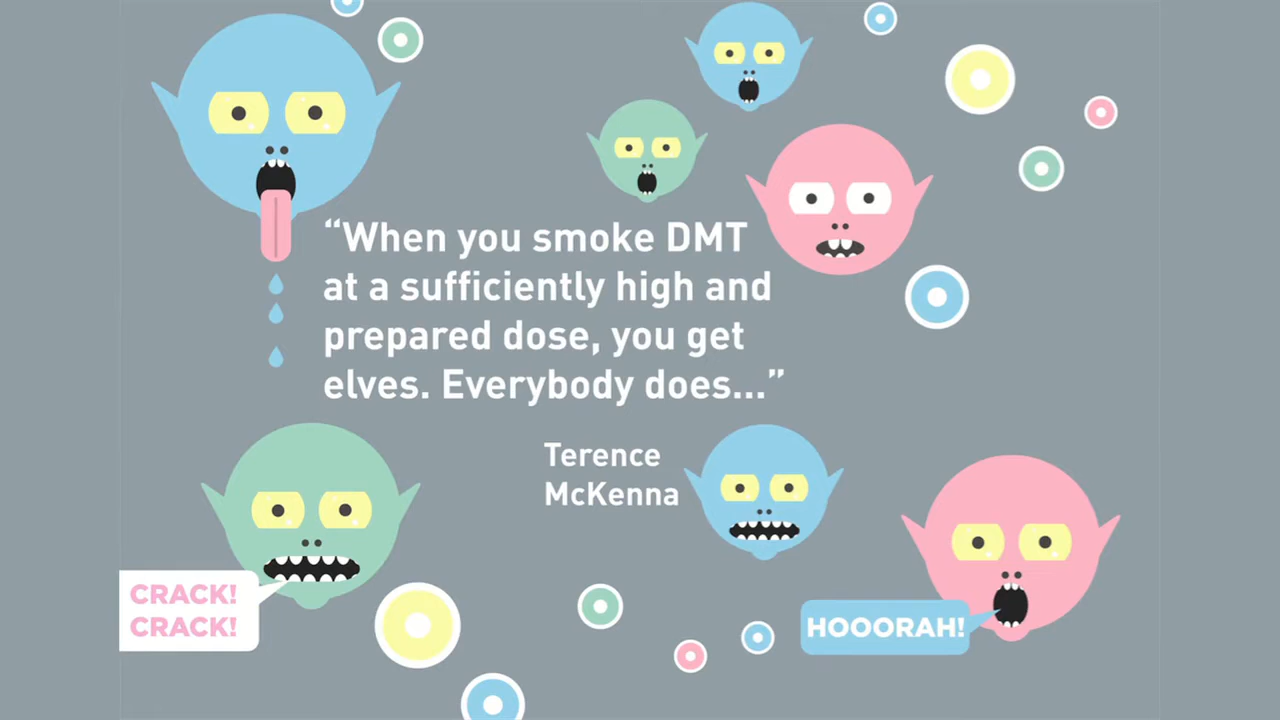 “When you smoke DMT
at a sufficiently high and
prepared dose, you get
elves. Everybody does...”
Terence
McKenna
CRACK!
CRACK!
HOOORAH!